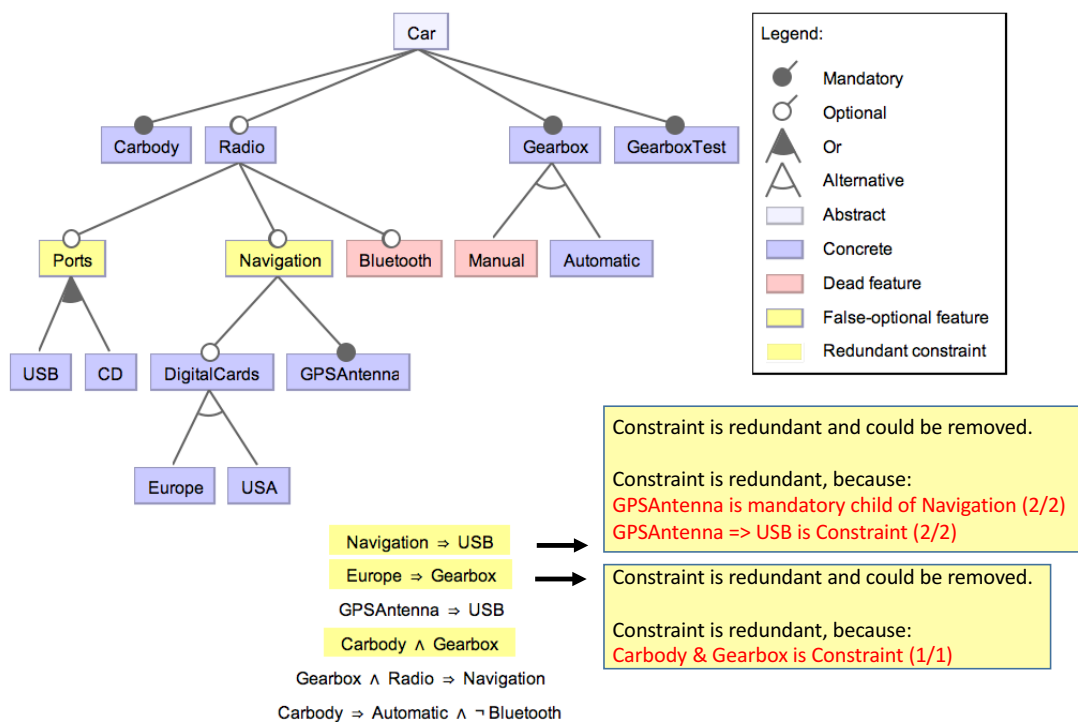 Car
Legend:
Mandatory
Optional
Or
Alternative
Abstract
Concrete
Dead feature
False-optional feature
Redundant constraint
Carbody
Radio
Gearbox
GearboxTest
Ports
Navigation
Bluetooth
Manual
Automatic
USB
CD
DigitalCards
GPSAntenna
Europe
USA
Navigation ⇒ USB
Europe ⇒ Gearbox
GPSAntenna ⇒ USB
Carbody ∧ Gearbox
Gearbox ∧ Radio ⇒ Navigation
Carbody ⇒ Automatic ∧ ¬ Bluetooth
Constraint is redundant and could be removed.
Constraint is redundant, because:
GPSAntenna is mandatory child of Navigation (2/2)
GPSAntenna => USB is Constraint (2/2)
Constraint is redundant and could be removed.
Constraint is redundant, because:
Carbody & Gearbox is Constraint (1/1)